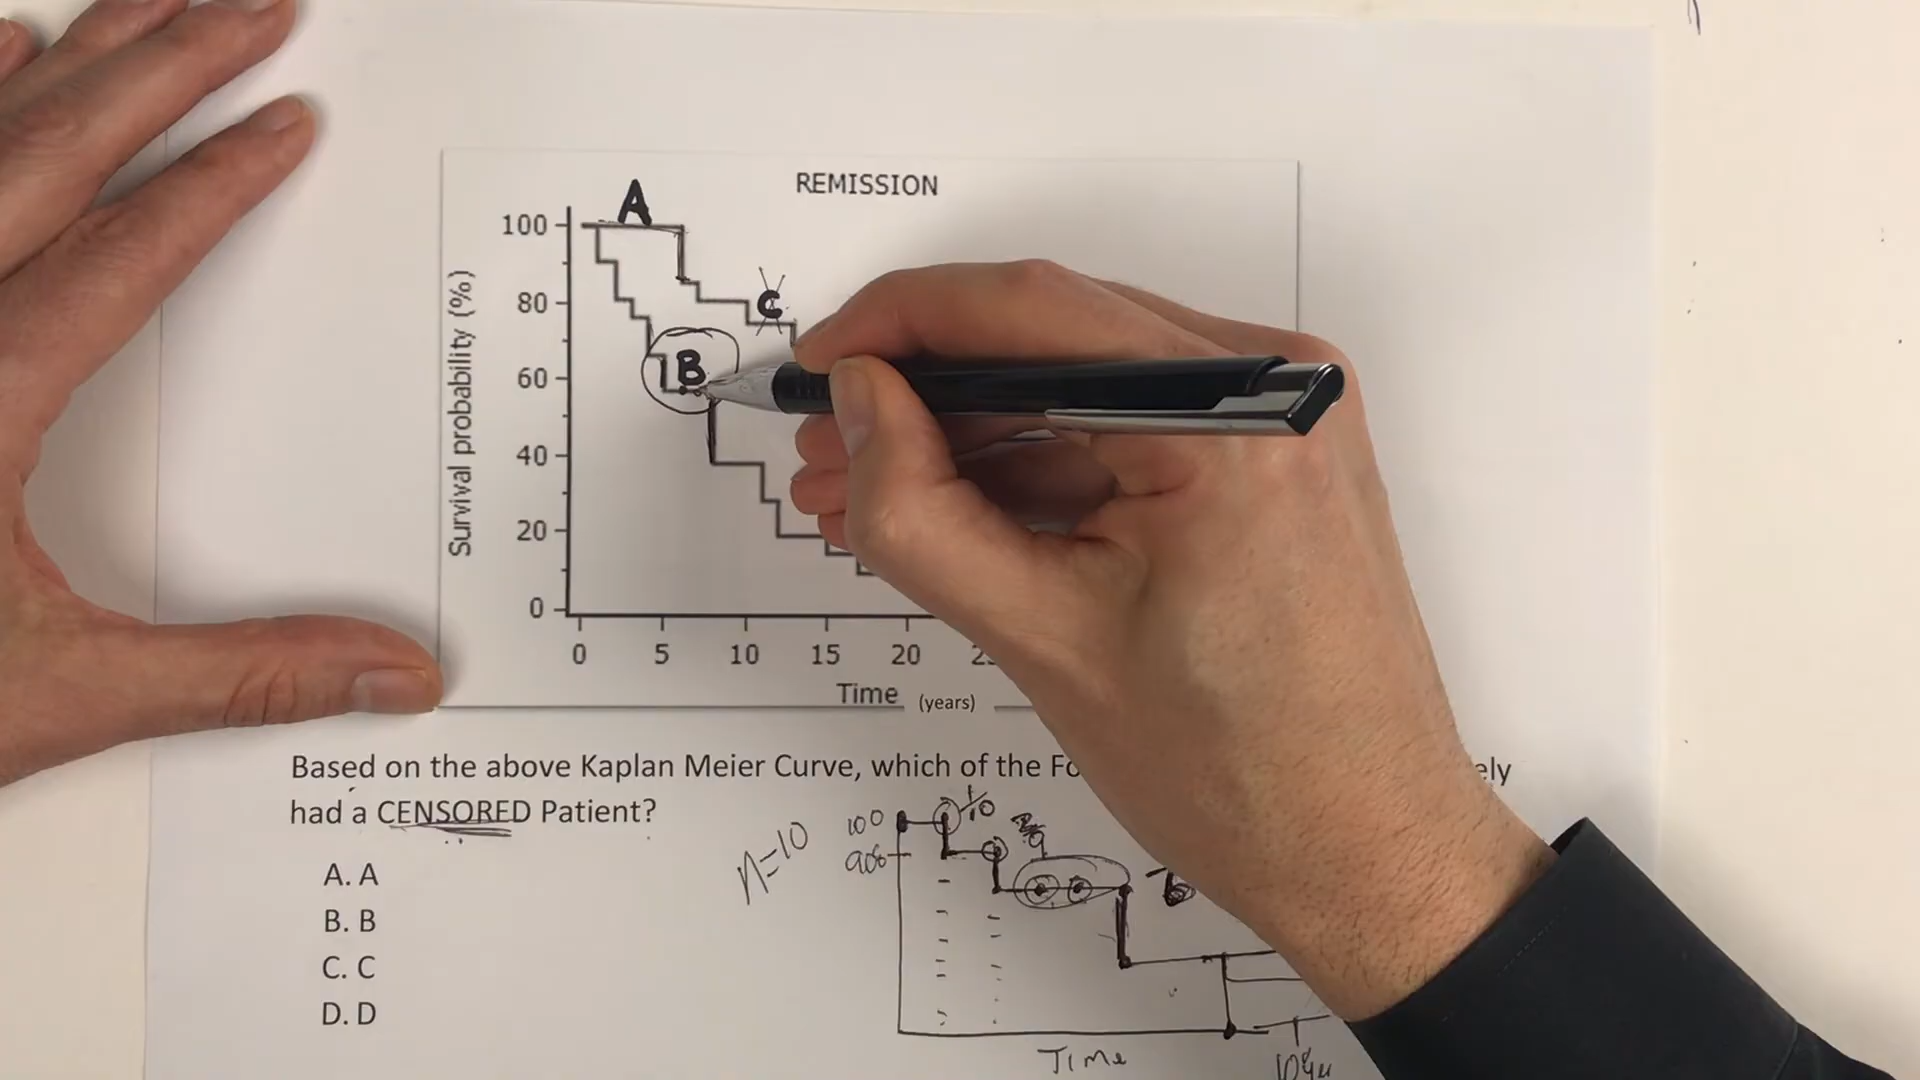 REMISSION
A
100
80
C
B
60
40
20
0
Survival probability (%)
0 5 10 15 20
Time (years)
Based on the above Kaplan Meier Curve, which of the
had a CENSORED Patient?
A. A
B. B
C. C
D. D
n=10
100
1/10
Time